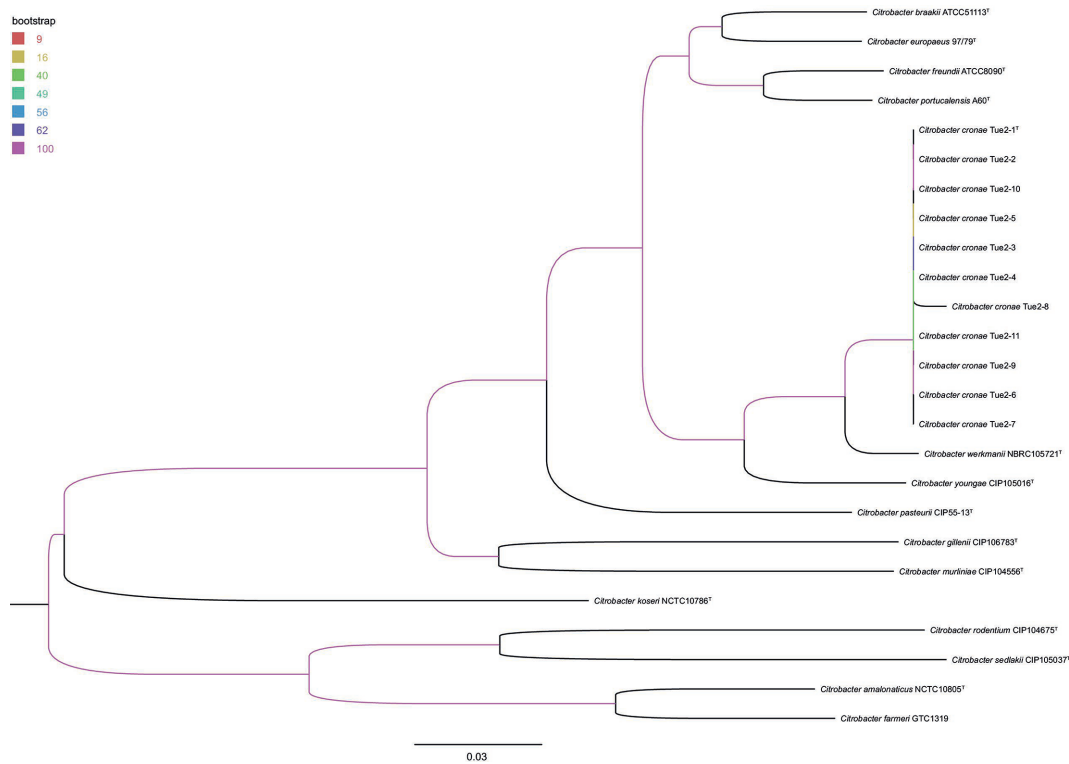 bootstrap
9
16
40
49
56
62
100
Citrobacter braakii ATCC51113ᵀ
Citrobacter europaeus 97/79ᵀ
Citrobacter freundii ATCC8090ᵀ
Citrobacter portucalensis A60ᵀ
Citrobacter cronae Tue2-1ᵀ
Citrobacter cronae Tue2-2
Citrobacter cronae Tue2-10
Citrobacter cronae Tue2-5
Citrobacter cronae Tue2-3
Citrobacter cronae Tue2-4
Citrobacter cronae Tue2-8
Citrobacter cronae Tue2-11
Citrobacter cronae Tue2-9
Citrobacter cronae Tue2-6
Citrobacter cronae Tue2-7
Citrobacter werkmanii NBRC105721ᵀ
Citrobacter youngae CIP105016ᵀ
Citrobacter pasteurii CIP55-13ᵀ
Citrobacter gillenii CIP106783ᵀ
Citrobacter murliniae CIP104556ᵀ
Citrobacter koseri NCTC10786ᵀ
Citrobacter rodentium CIP104675ᵀ
Citrobacter sedlakii CIP105037ᵀ
Citrobacter amalonaticus NCTC10805ᵀ
Citrobacter farmeri GTC1319
0.03